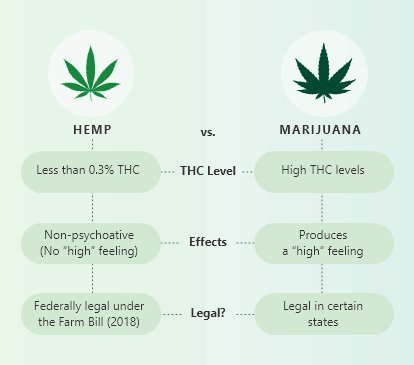 HEMP
vs.
MARIJUANA
Less than 0.3% THC
THC Level
High THC levels
Non-psychoative
(No "high" feeling)
Effects
Produces
a "high" feeling
Federally legal under
the Farm Bill (2018)
Legal?
Legal in certain
states